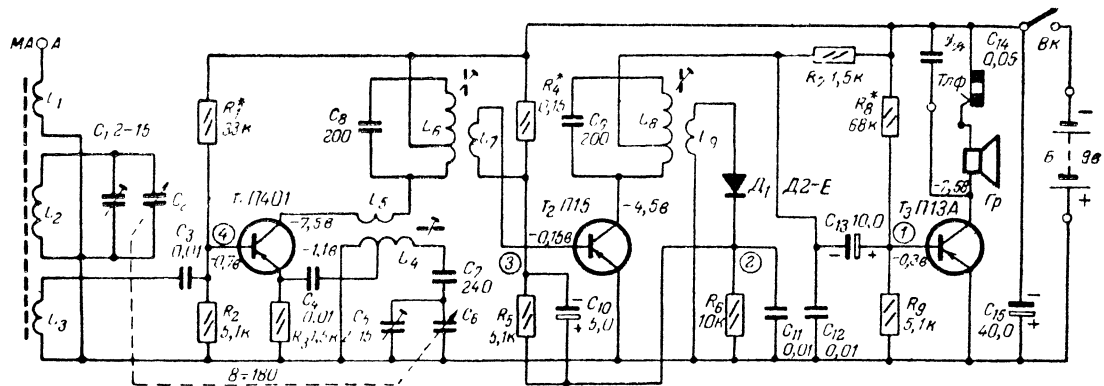 МА А
L1
C1 2-15
C2
L2
C3
0,01
L3
R1*
33к
R2
5,1к
4
-0,7в
T1 П401
-7,5в
-1,1в
C4
0,01
R3 1,5к
L5
L4
C8
200
L6
L7
C5
2-15
C6
C7
240
8÷180
R4*
0,15
T2 П15
-0,15в
-4,5в
3
R5
5,1к
C10
5,0
C9
200
L8
L9
Д1 Д2-Е
2
R6
10к
C11
0,01
C12
0,01
R7 1,5к
R8*
68к
C13 10,0
1
-0,3в
R9
5,1к
T3 П13А
-7,5в
Тлф
C14
0,05
Гр
C15
40,0
Вк
Б 9в